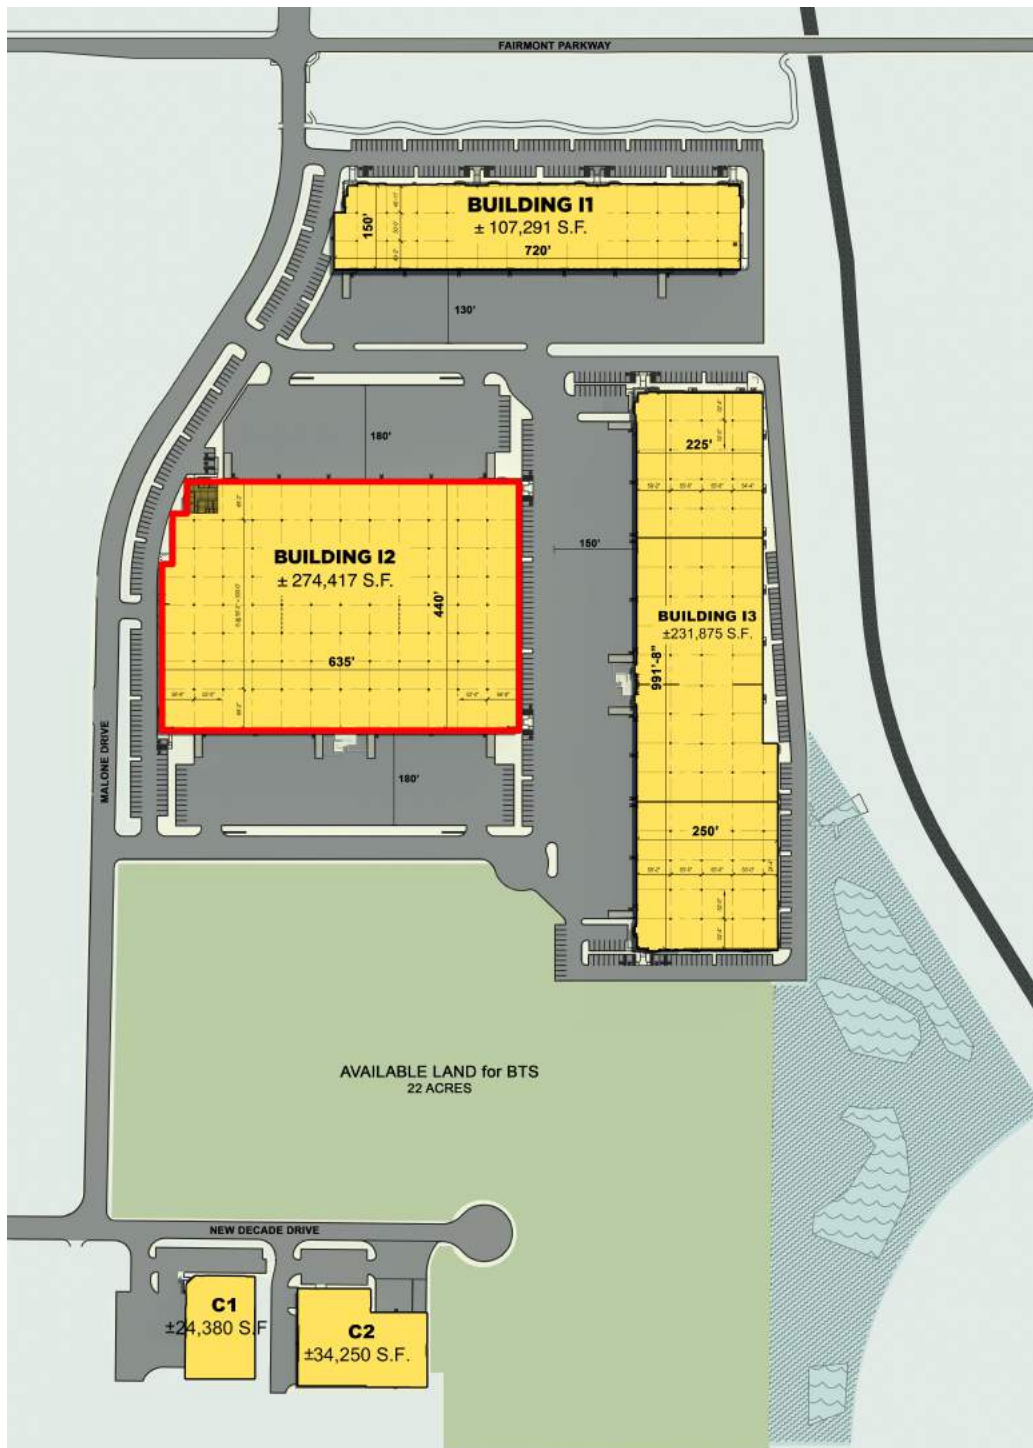 FAIRMONT PARKWAY
BUILDING I1
± 107,291 S.F.
150'
720'
130'
180'
225'
BUILDING I2
± 274,417 S.F.
440'
635'
150'
BUILDING I3
±231,875 S.F.
991'-8"
MALONE DRIVE
180'
250'
AVAILABLE LAND for BTS
22 ACRES
NEW DECADE DRIVE
C1
±24,380 S.F
C2
±34,250 S.F.